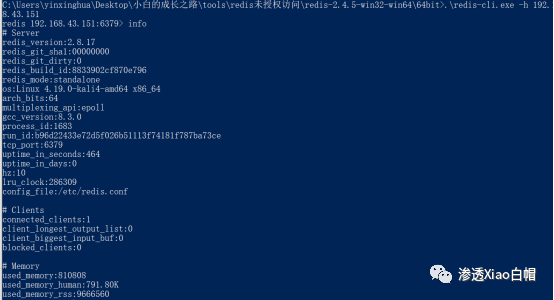 C:\Users\yinxinghua\Desktop\小白的成长之路\tools\redis未授权访问\redis-2.4.5-win32-win64\64bit>.\redis-cli.exe -h 192.16
8.43.151
redis 192.168.43.151:6379> info
# Server
redis_version:2.8.17
redis_git_sha1:00000000
redis_git_dirty:0
redis_build_id:8833902cf870e796
redis_mode:standalone
os:Linux 4.19.0-kali4-amd64 x86_64
arch_bits:64
multiplexing_api:epoll
gcc_version:8.3.0
process_id:1683
run_id:b96d22433e72d5f026b51113f74181f787ba73ce
tcp_port:6379
uptime_in_seconds:464
uptime_in_days:0
hz:10
lru_clock:286309
config_file:/etc/redis.conf
# Clients
connected_clients:1
client_longest_output_list:0
client_biggest_input_buf:0
blocked_clients:0
# Memory
used_memory:810808
used_memory_human:791.80K
used_memory_rss:9666560
渗透Xiao白帽